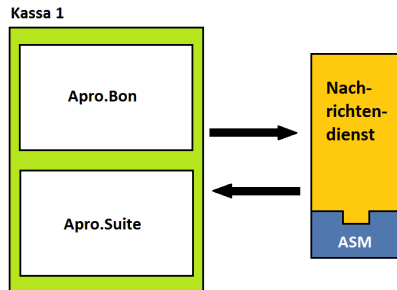 Kassa 1
Apro.Bon
Nach-
richten-
dienst
Apro.Suite
ASM